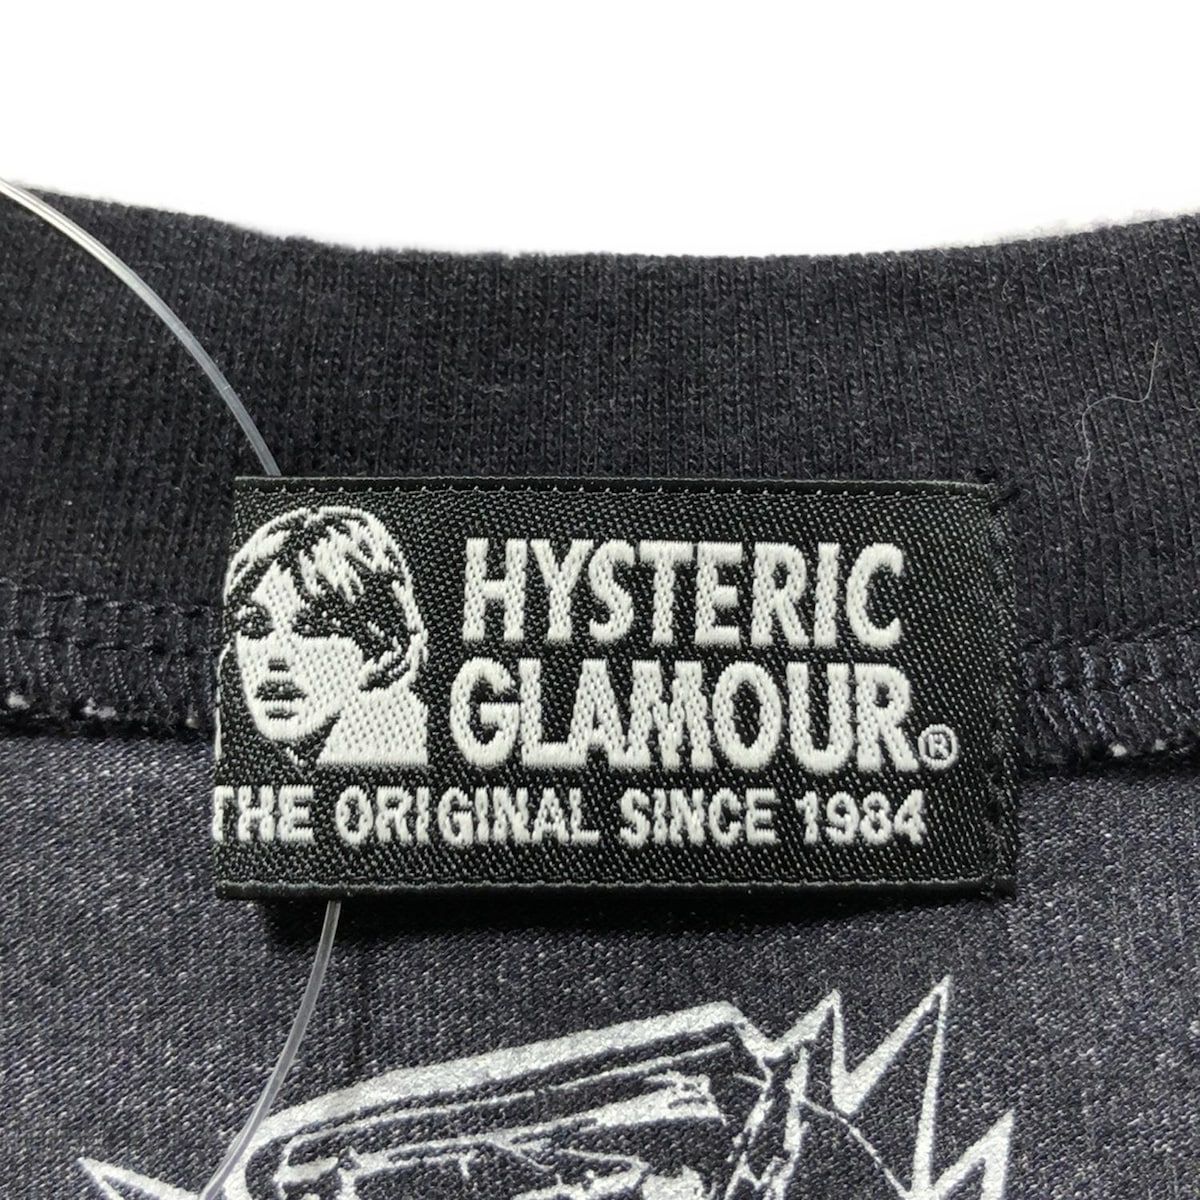 HYSTERIC
GLAMOUR®
THE ORIGINAL SINCE 1984